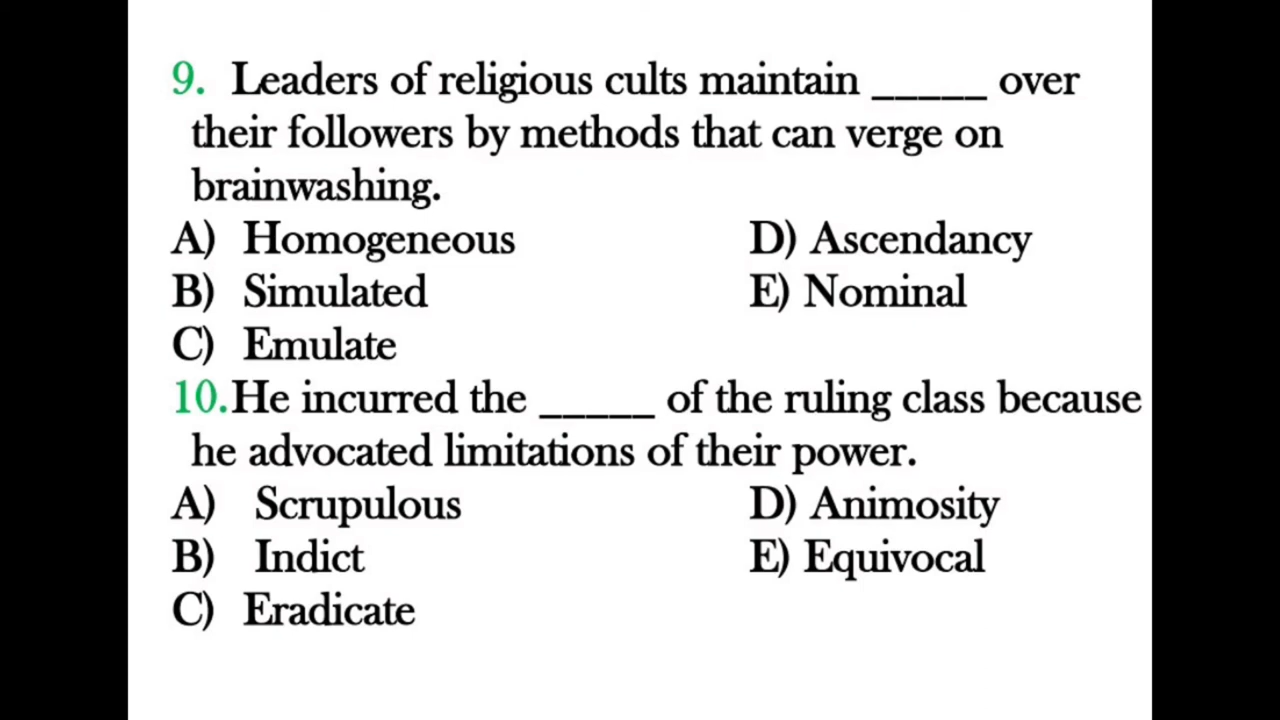 9. Leaders of religious cults maintain _____ over
their followers by methods that can verge on
brainwashing.
A) Homogeneous D) Ascendancy
B) Simulated E) Nominal
C) Emulate
10.He incurred the _____ of the ruling class because
he advocated limitations of their power.
A) Scrupulous D) Animosity
B) Indict E) Equivocal
C) Eradicate